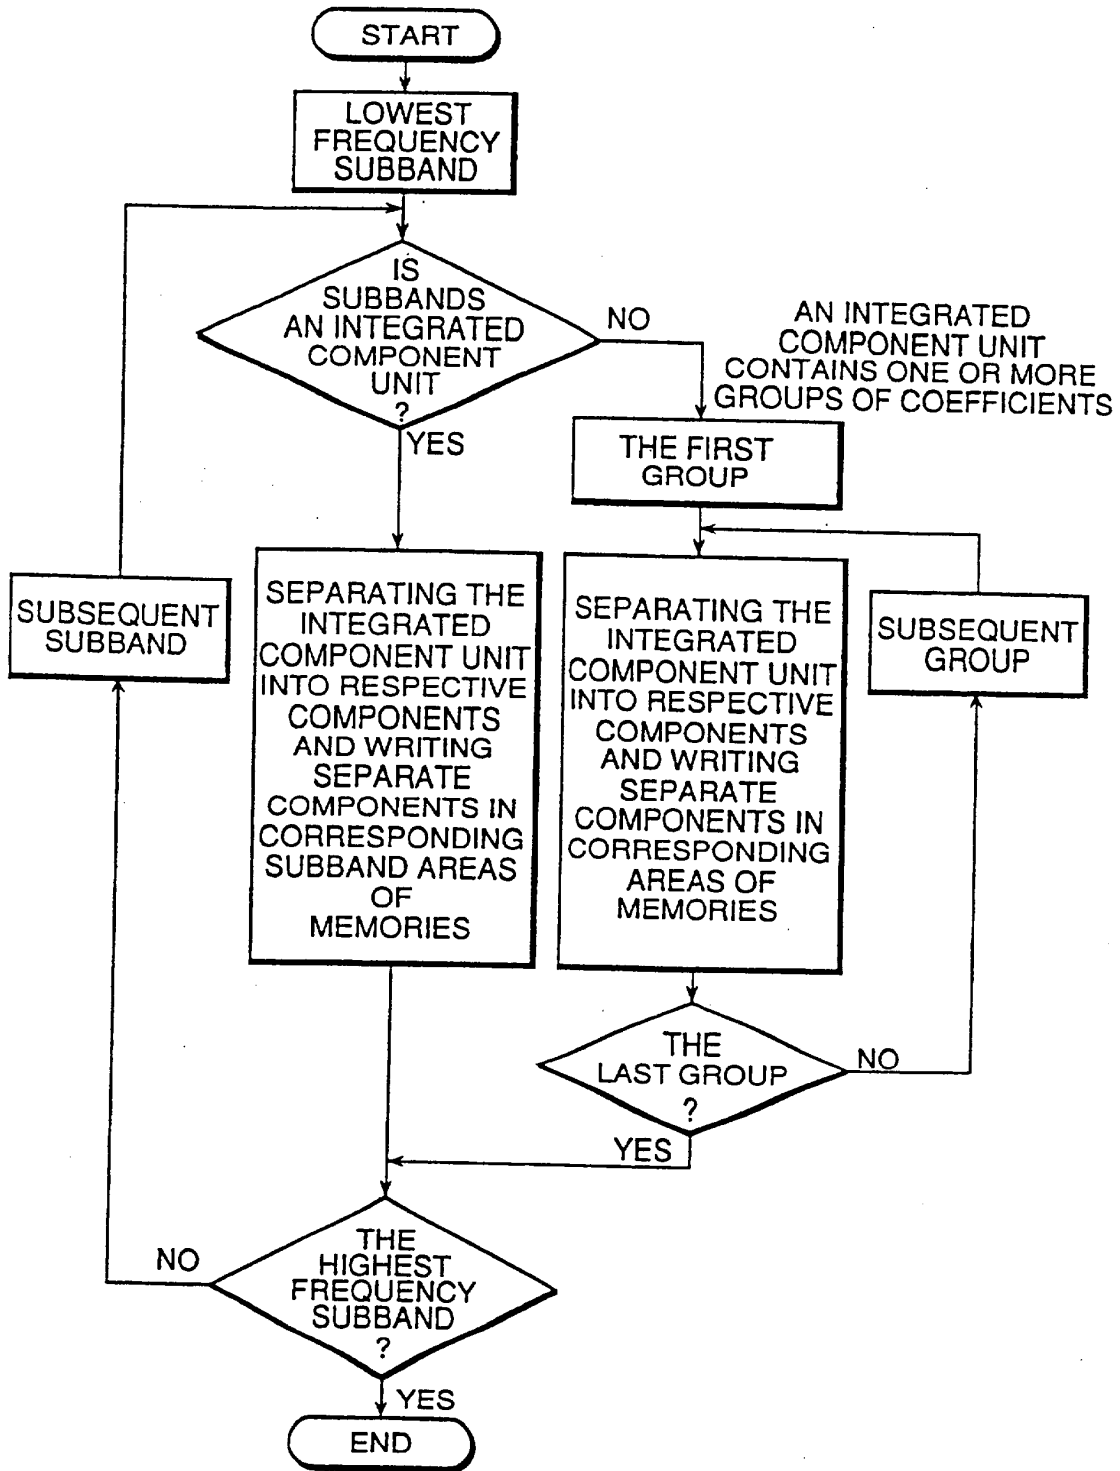 START
LOWEST
FREQUENCY
SUBBAND
IS
SUBBANDS
AN INTEGRATED
COMPONENT
UNIT
?
NO
AN INTEGRATED
COMPONENT UNIT
CONTAINS ONE OR MORE
GROUPS OF COEFFICIENTS
YES
THE FIRST
GROUP
SUBSEQUENT
SUBBAND
SEPARATING THE
INTEGRATED
COMPONENT UNIT
INTO RESPECTIVE
COMPONENTS
AND WRITING
SEPARATE
COMPONENTS IN
CORRESPONDING
SUBBAND AREAS
OF
MEMORIES
SEPARATING THE
INTEGRATED
COMPONENT UNIT
INTO RESPECTIVE
COMPONENTS
AND WRITING
SEPARATE
COMPONENTS IN
CORRESPONDING
AREAS OF
MEMORIES
SUBSEQUENT
GROUP
THE
LAST GROUP
?
NO
YES
THE
HIGHEST
FREQUENCY
SUBBAND
?
NO
YES
END